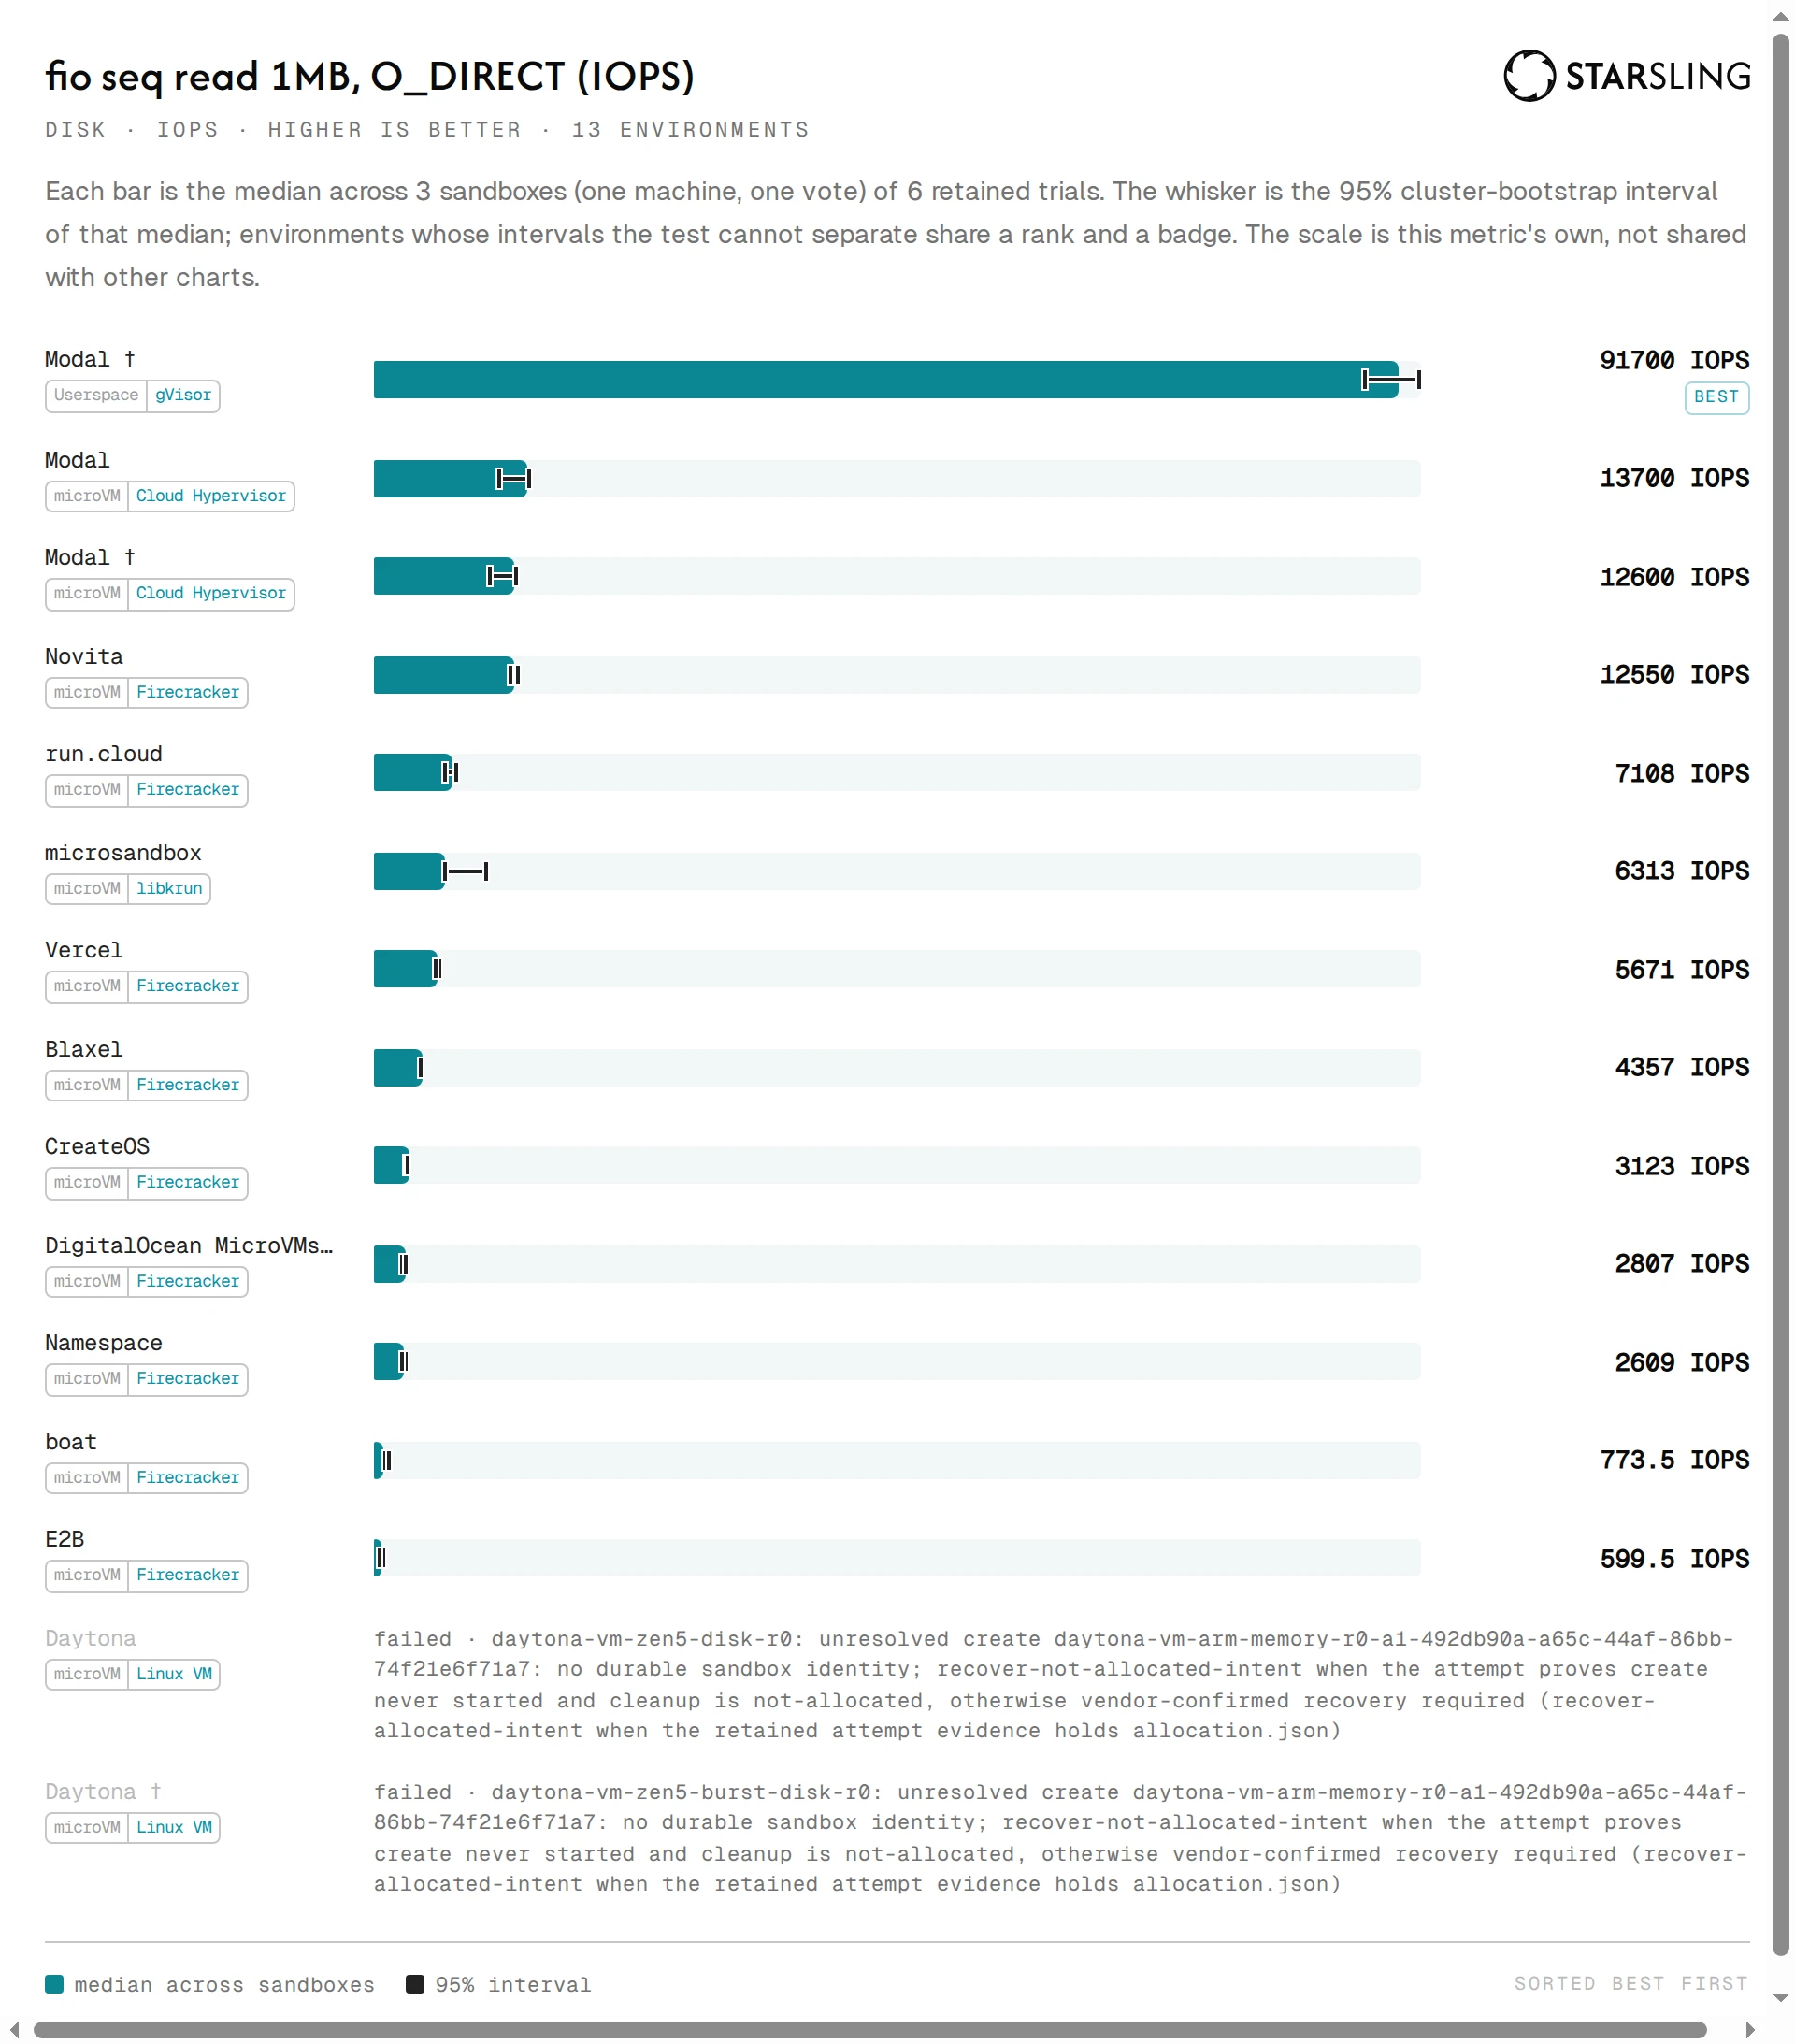 fio seq read 1MB, O_DIRECT (IOPS)
STARSLING
DISK · IOPS · HIGHER IS BETTER · 13 ENVIRONMENTS
Each bar is the median across 3 sandboxes (one machine, one vote) of 6 retained trials. The whisker is the 95% cluster-bootstrap interval
of that median; environments whose intervals the test cannot separate share a rank and a badge. The scale is this metric's own, not shared
with other charts.
Modal †
Userspace gVisor
91700 IOPS
BEST
Modal
microVM Cloud Hypervisor
13700 IOPS
Modal †
microVM Cloud Hypervisor
12600 IOPS
Novita
microVM Firecracker
12550 IOPS
run.cloud
microVM Firecracker
7108 IOPS
microsandbox
microVM libkrun
6313 IOPS
Vercel
microVM Firecracker
5671 IOPS
Blaxel
microVM Firecracker
4357 IOPS
CreateOS
microVM Firecracker
3123 IOPS
DigitalOcean MicroVMs…
microVM Firecracker
2807 IOPS
Namespace
microVM Firecracker
2609 IOPS
boat
microVM Firecracker
773.5 IOPS
E2B
microVM Firecracker
599.5 IOPS
Daytona
microVM Linux VM
failed · daytona-vm-zen5-disk-r0: unresolved create daytona-vm-arm-memory-r0-a1-492db90a-a65c-44af-86bb-
74f21e6f71a7: no durable sandbox identity; recover-not-allocated-intent when the attempt proves create
never started and cleanup is not-allocated, otherwise vendor-confirmed recovery required (recover-
allocated-intent when the retained attempt evidence holds allocation.json)
Daytona †
microVM Linux VM
failed · daytona-vm-zen5-burst-disk-r0: unresolved create daytona-vm-arm-memory-r0-a1-492db90a-a65c-44af-
86bb-74f21e6f71a7: no durable sandbox identity; recover-not-allocated-intent when the attempt proves
create never started and cleanup is not-allocated, otherwise vendor-confirmed recovery required (recover-
allocated-intent when the retained attempt evidence holds allocation.json)
median across sandboxes
95% interval
SORTED BEST FIRST